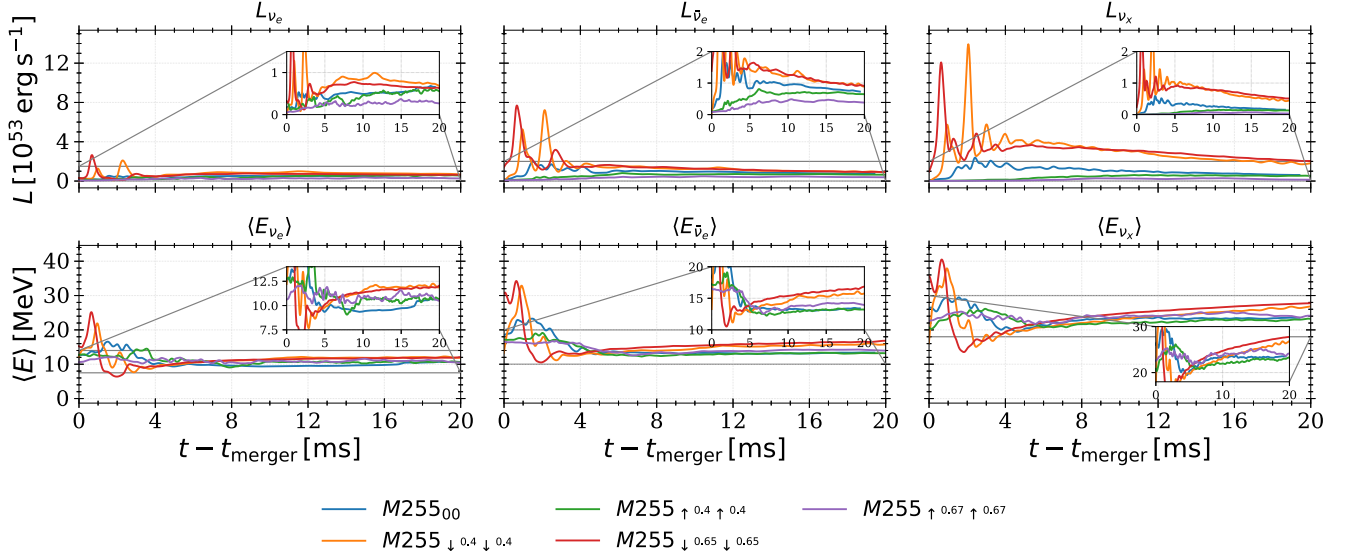 L_{ν_e} L_{ν̄_e} L_{ν_x}
L [10^{53} erg s^{−1}]
12
8
4
0
1
0
0 5 10 15 20
2
1
0
0 5 10 15 20
2
1
0
0 5 10 15 20
⟨E_{ν_e}⟩ ⟨E_{ν̄_e}⟩ ⟨E_{ν_x}⟩
⟨E⟩ [MeV]
40
30
20
10
0
12.5
10.0
7.5
0 5 10 15 20
20
15
10
0 5 10 15 20
30
20
0 10 20
0 4 8 12 16 20 0 4 8 12 16 20 0 4 8 12 16 20
t − t_{merger} [ms] t − t_{merger} [ms] t − t_{merger} [ms]
M255_{00} M255_{↑0.4↑0.4} M255_{↑0.67↑0.67}
M255_{↓0.4↓0.4} M255_{↓0.65↓0.65}